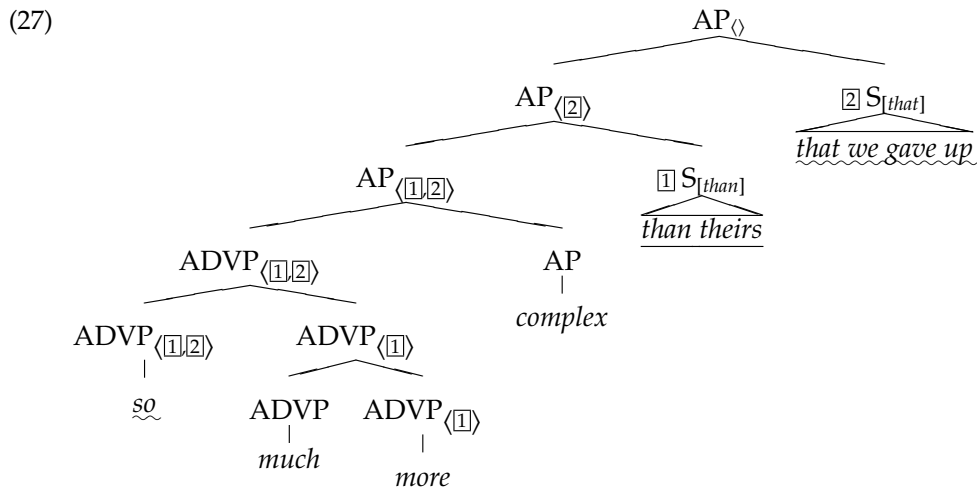 (27)
AP⟨⟩
AP⟨2⟩ 2 S[that]
that we gave up
AP⟨1,2⟩ 1 S[than]
than theirs
ADVP⟨1,2⟩ AP
complex
ADVP⟨1,2⟩ ADVP⟨1⟩
so ADVP ADVP⟨1⟩
much more